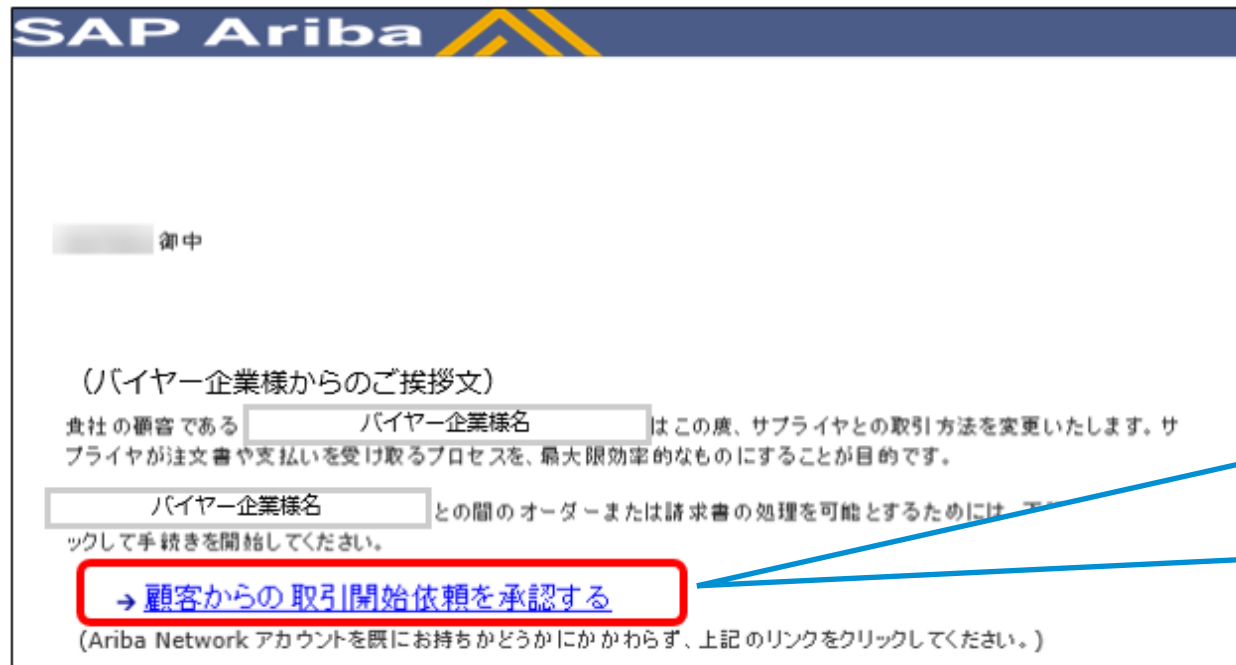 SAP Ariba
御中
(バイヤー企業様からのご挨拶文)
貴社の顧客である バイヤー企業様名 はこの度、サプライヤとの取引方法を変更いたします。サ
プライヤが注文書や支払いを受け取るプロセスを、最大限効率的なものにすることが目的です。
バイヤー企業様名 との間のオーダーまたは請求書の処理を可能とするためには、
ックして手続きを開始してください。
→ 顧客からの取引開始依頼を承認する
(Ariba Network アカウントを既にお持ちかどうかにかかわらず、上記のリンクをクリックしてください。)